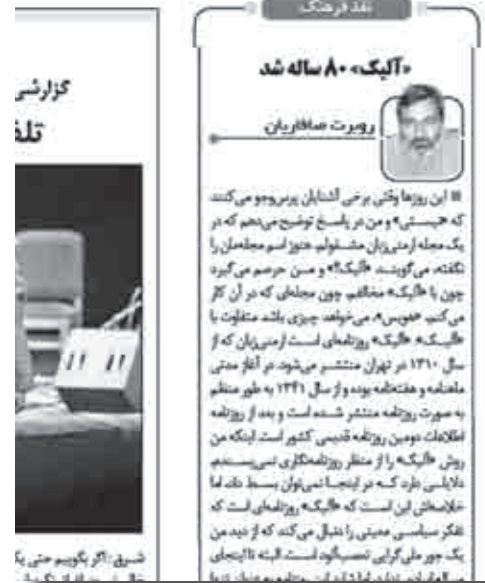 نقد فرهنگ
«آلیک» ۸۰ ساله شد
روبرت صافاریان
این روزها وقتی برخی آشنایان پرس‌وجو می‌کنند
که «نیستی» و من در پاسخ توضیح می‌دهم که در
یک مجله ارمنی‌زبان مشغولم، هنوز اسم مجله‌مان را
نگفته، می‌گویند «آلیک؟» و من حرصم می‌گیرد
چون با «آلیک» مخالفم. چون مجله‌ای که در آن کار
می‌کنم، «هویس»، می‌خواهد چیزی باشد متفاوت با
«آلیک». «آلیک» روزنامه‌ای است ارمنی‌زبان که از
سال ۱۳۱۰ در تهران منتشر می‌شود. در آغاز مدتی
ماهنامه و هفته‌نامه بوده و از سال ۱۳۴۱ به طور منظم
به صورت روزنامه منتشر شده است و بعد از روزنامه
اطلاعات دومین روزنامه قدیمی کشور است. اینکه من
روش «آلیک» را از منظر روزنامه‌نگاری نمی‌پسندم
دلایلی دارد که در اینجا نمی‌توان بسط داد، اما
خلاصه‌اش این است که «آلیک» روزنامه‌ای است که
تفکر سیاسی معینی را دنبال می‌کند که از دید من
یک جور ملی‌گرایی تعصب‌آلود است. البته تا اینجای
گزارشی
تلف
شرق: اگر بگوییم حتی یک